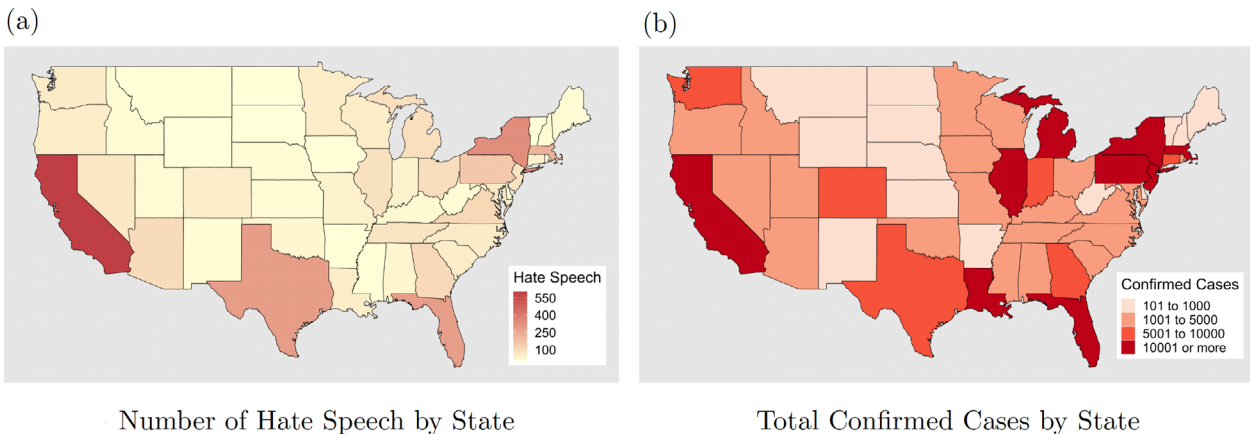 (a)
(b)
Hate Speech
550
400
250
100
Confirmed Cases
101 to 1000
1001 to 5000
5001 to 10000
10001 or more
Number of Hate Speech by State
Total Confirmed Cases by State